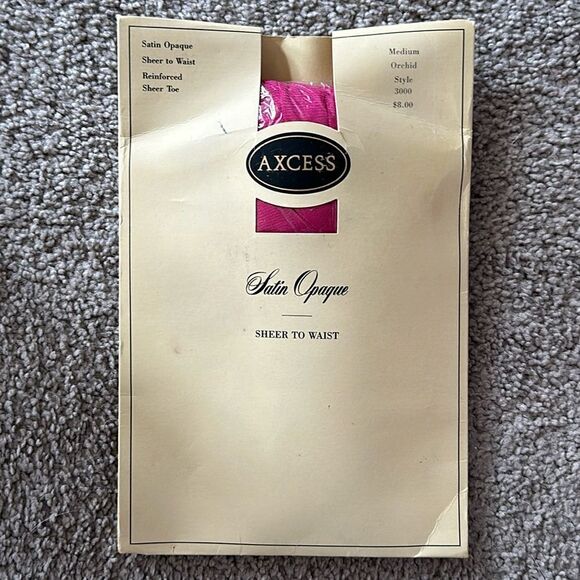 Satin Opaque
Sheer to Waist
Reinforced
Sheer Toe
Medium
Orchid
Style
3000
$8.00
AXCESS
Satin Opaque
SHEER TO WAIST